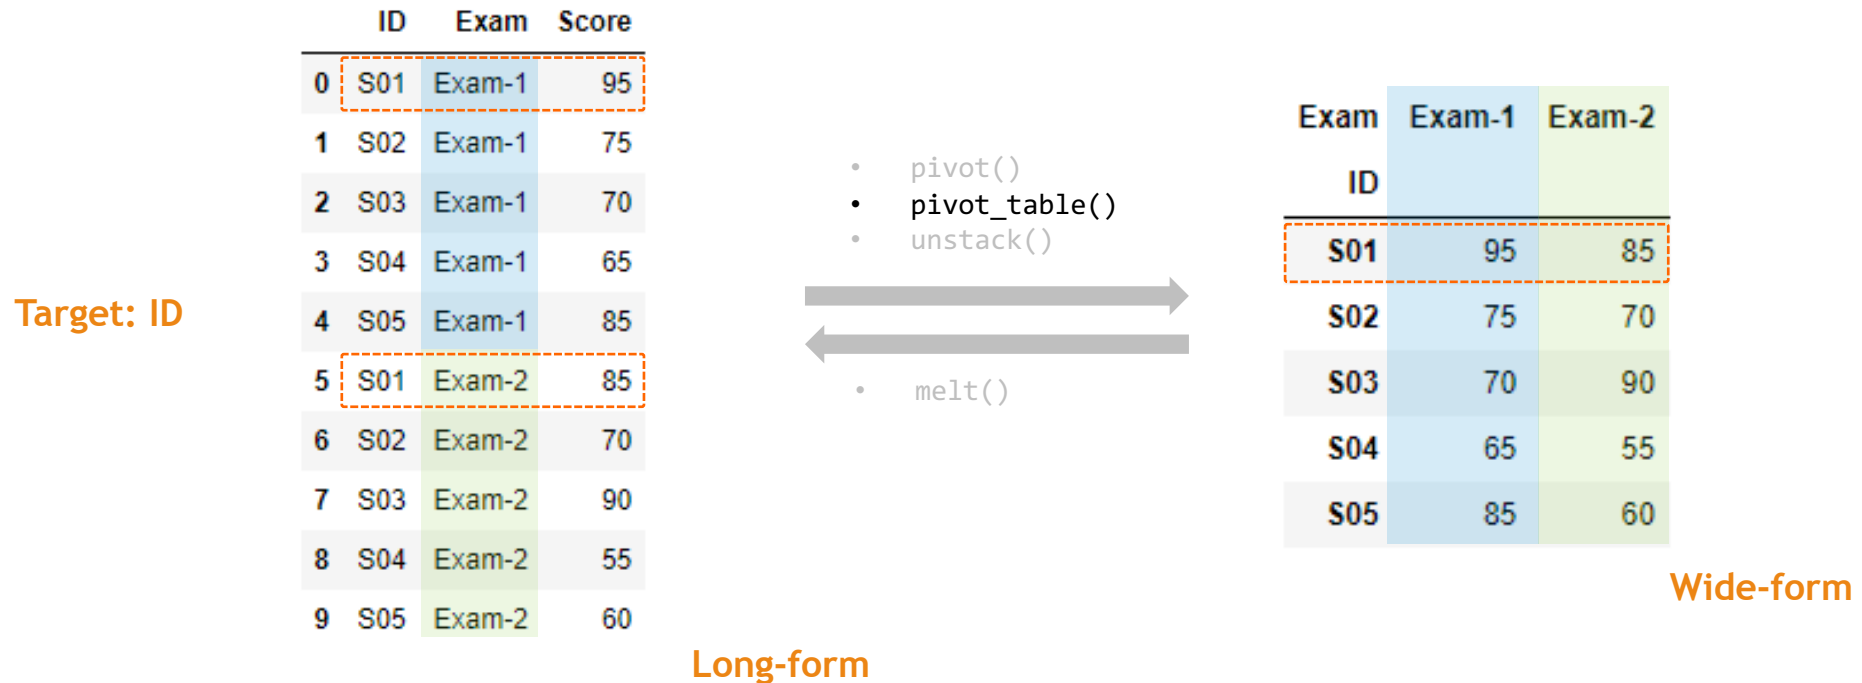 Target: ID
ID Exam Score
0 S01 Exam-1 95
1 S02 Exam-1 75
2 S03 Exam-1 70
3 S04 Exam-1 65
4 S05 Exam-1 85
5 S01 Exam-2 85
6 S02 Exam-2 70
7 S03 Exam-2 90
8 S04 Exam-2 55
9 S05 Exam-2 60
Long-form
• pivot()
• pivot_table()
• unstack()
• melt()
Exam Exam-1 Exam-2
ID
S01 95 85
S02 75 70
S03 70 90
S04 65 55
S05 85 60
Wide-form